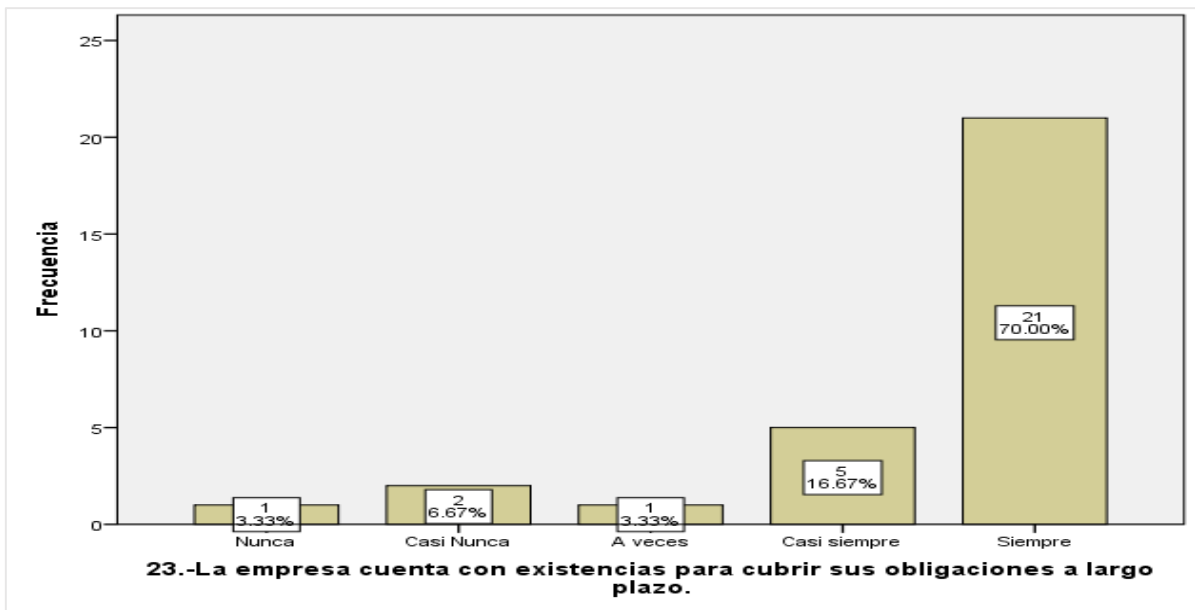 25
20
15
10
5
0
Frecuencia
1
3.33%
2
6.67%
1
3.33%
5
16.67%
21
70.00%
Nunca
Casi Nunca
A veces
Casi siempre
Siempre
23.-La empresa cuenta con existencias para cubrir sus obligaciones a largo
plazo.